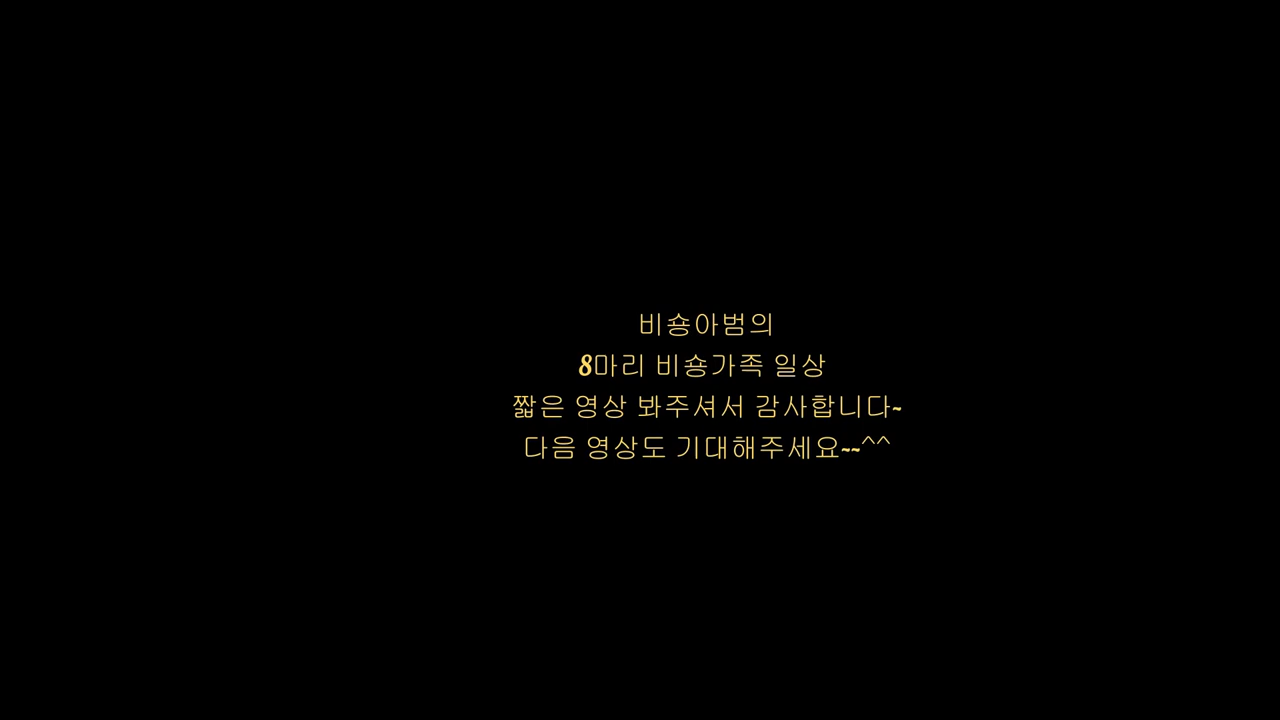 비숑아범의
8마리 비숑가족 일상
짧은 영상 봐주셔서 감사합니다~
다음 영상도 기대해주세요~~^^